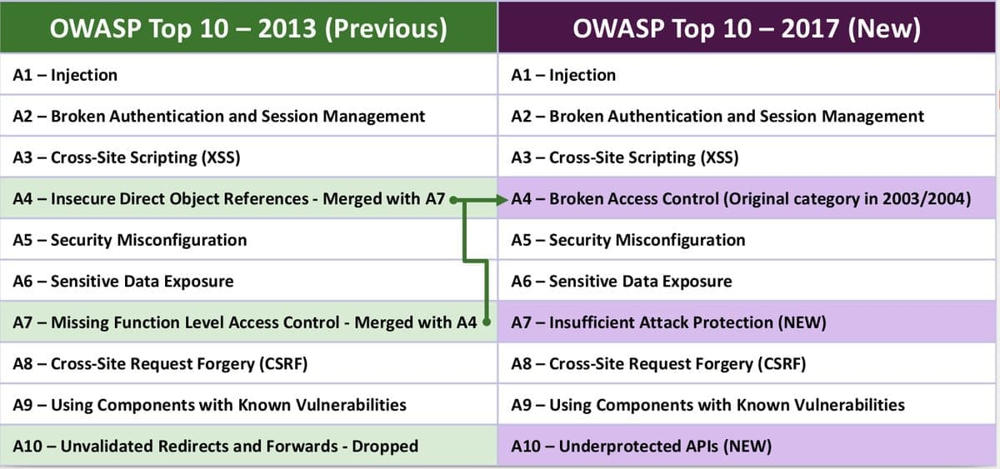 OWASP Top 10 – 2013 (Previous)
OWASP Top 10 – 2017 (New)
A1 – Injection
A1 – Injection
A2 – Broken Authentication and Session Management
A2 – Broken Authentication and Session Management
A3 – Cross-Site Scripting (XSS)
A3 – Cross-Site Scripting (XSS)
A4 – Insecure Direct Object References - Merged with A7
A4 – Broken Access Control (Original category in 2003/2004)
A5 – Security Misconfiguration
A5 – Security Misconfiguration
A6 – Sensitive Data Exposure
A6 – Sensitive Data Exposure
A7 – Missing Function Level Access Control - Merged with A4
A7 – Insufficient Attack Protection (NEW)
A8 – Cross-Site Request Forgery (CSRF)
A8 – Cross-Site Request Forgery (CSRF)
A9 – Using Components with Known Vulnerabilities
A9 – Using Components with Known Vulnerabilities
A10 – Unvalidated Redirects and Forwards - Dropped
A10 – Underprotected APIs (NEW)